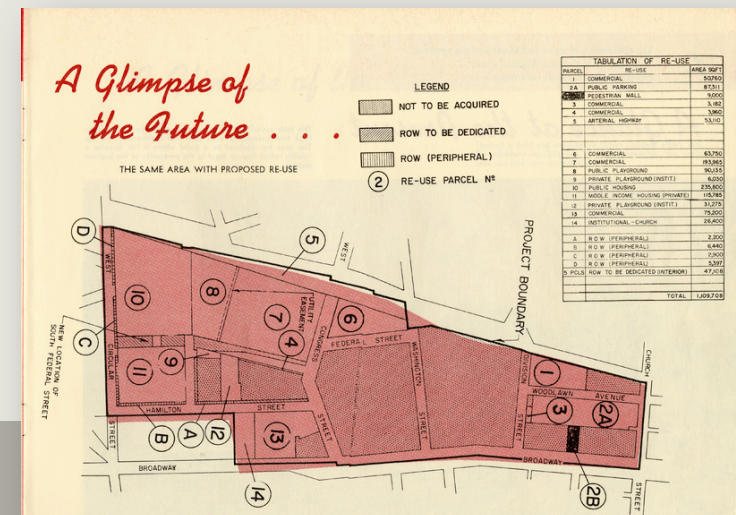 A Glimpse of
the Future . . .
THE SAME AREA WITH PROPOSED RE-USE
LEGEND
NOT TO BE ACQUIRED
ROW TO BE DEDICATED
ROW (PERIPHERAL)
2 RE-USE PARCEL Nº
TABULATION OF RE-USE
PARCEL RE-USE AREA SQFT
1 COMMERCIAL 50,760
2A PUBLIC PARKING 87,311
PEDESTRIAN MALL 9,000
3 COMMERCIAL 3,182
4 COMMERCIAL 3,960
5 ARTERIAL HIGHWAY 53,110
6 COMMERCIAL 63,750
7 COMMERCIAL 193,965
8 PUBLIC PLAYGROUND 90,135
9 PRIVATE PLAYGROUND (INSTIT.) 6,030
10 PUBLIC HOUSING 235,800
11 MIDDLE INCOME HOUSING (PRIVATE) 115,785
12 PRIVATE PLAYGROUND (INSTIT.) 31,275
13 COMMERCIAL 75,200
14 INSTITUTIONAL-CHURCH 26,400
A R.O.W (PERIPHERAL) 2,200
B R.O.W (PERIPHERAL) 6,440
C R.O.W (PERIPHERAL) 2,900
D R.O.W (PERIPHERAL) 5,397
5 PCLS ROW TO BE DEDICATED (INTERIOR) 47,108
TOTAL 1,109,708
PROJECT BOUNDARY
D
5
WEST
WEST
10
8
UTILITY
EASEMENT
7
6
CONGRESS
FEDERAL STREET
C
4
9
11
CIRCULAR
NEW LOCATION OF
SOUTH FEDERAL STREET
WASHINGTON
STREET
DIVISION
STREET
1
CHURCH
WOODLAWN AVENUE
3
2A
HAMILTON STREET
STREET
STREET
B
A
12
13
BROADWAY
BROADWAY
14
2B
STREET